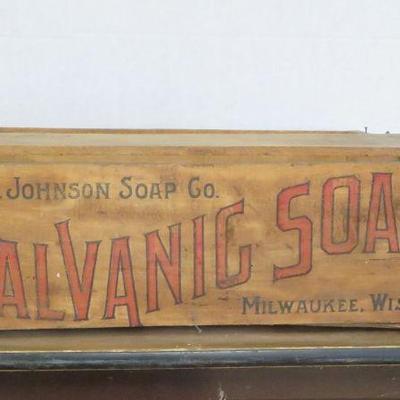 . JOHNSON SOAP CO.
ALVANIC SOA
MILWAUKEE, WIS